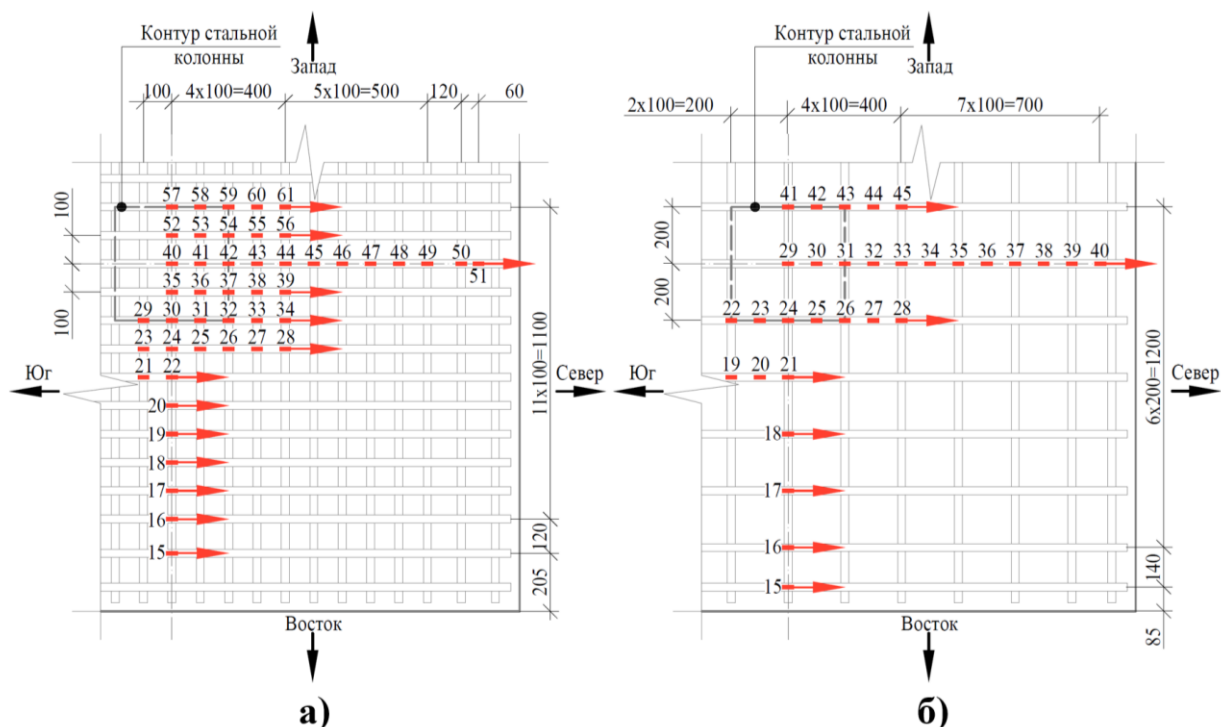 Контур стальной
колонны
Запад
100 4x100=400 5x100=500 120 60
57 58 59 60 61
52 53 54 55 56
40 41 42 43 44 45 46 47 48 49 50
51
35 36 37 38 39
29 30 31 32 33 34
23 24 25 26 27 28
21 22
20
19
18
17
16
15
100
100
Юг
Север
11x100=1100
120
205
Восток
а)
Контур стальной
колонны
Запад
2x100=200 4x100=400 7x100=700
41 42 43 44 45
29 30 31 32 33 34 35 36 37 38 39 40
22 23 24 25 26 27 28
19 20 21
18
17
16
15
200
200
Юг
Север
6x200=1200
140
85
Восток
б)